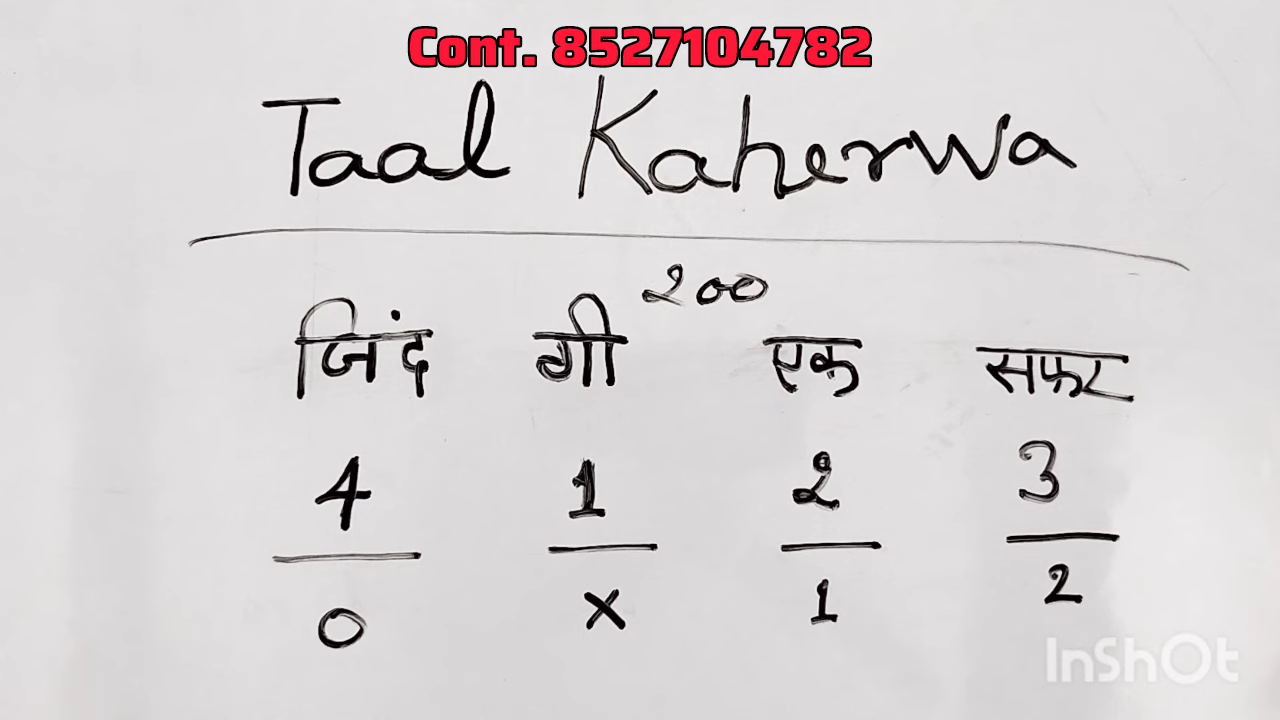 Cont. 8527104782
Taal Kaherwa
200
जिंद गी एक सफर
4 1 2 3
0 x 1 2
InShOt